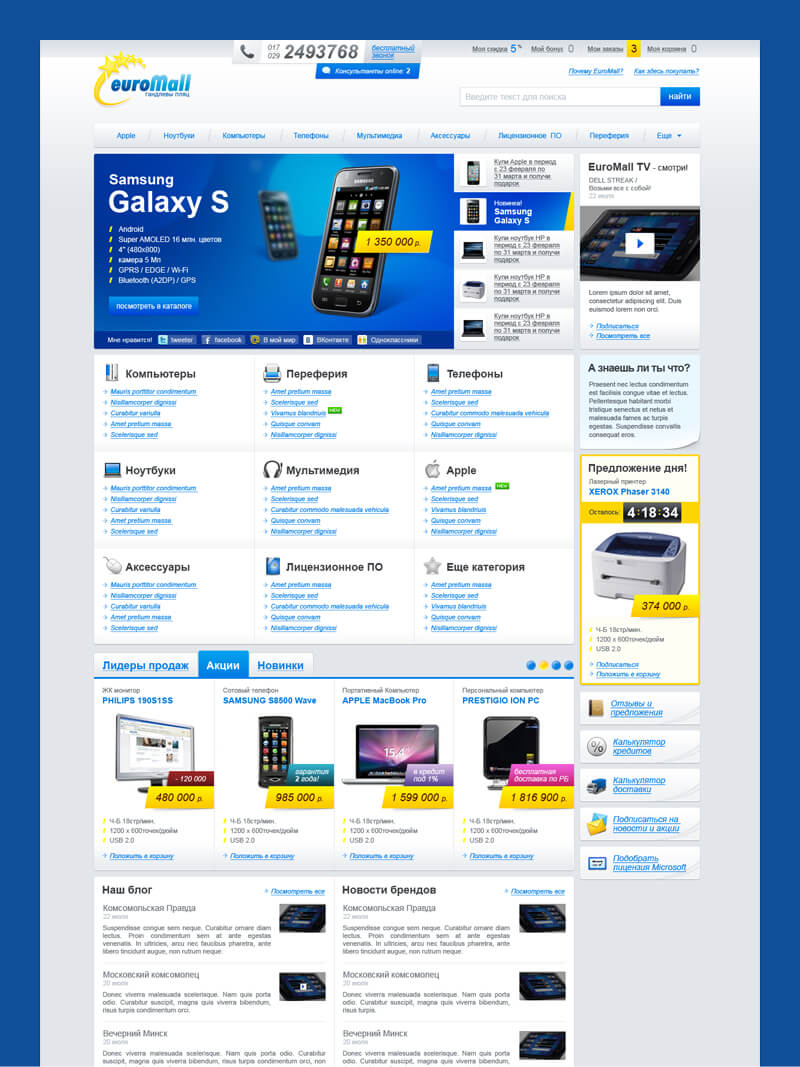 euroMall
гандлёвы пляц
017
029
2493768
бесплатный
звонок
Консультанты online: 2
Моя скидка 5 %
Мой бонус 0
Мои заказы 3
Моя корзина 0
Почему EuroMall?
Как здесь покупать?
Введите текст для поиска
найти
Apple
Ноутбуки
Компьютеры
Телефоны
Мультимедиа
Аксессуары
Лицензионное ПО
Переферия
Еще
Samsung
Galaxy S
Android
Super AMOLED 16 млн. цветов
4" (480x800)
камера 5 Мп
GPRS / EDGE / Wi-Fi
Bluetooth (A2DP) / GPS
посмотреть в каталоге
1 350 000 р.
Мне нравится!
tweeter
facebook
В мой мир
ВКонтакте
Одноклассники
Купи Apple в период
с 23 февраля по
31 марта и получи
подарок
Новинка!
Samsung
Galaxy S
Купи ноутбук HP в
период с 23 февраля
по 31 марта и получи
подарок
Купи ноутбук HP в
период с 23 февраля
по 31 марта и получи
подарок
Купи ноутбук HP в
период с 23 февраля
по 31 марта и получи
подарок
EuroMall TV - смотри!
DELL STREAK /
Возьми все с собой!
22 июля
Lorem ipsum dolor sit amet,
consectetur adipiscing elit. Duis
euismod lorem non.
Подписаться
Посмотреть все
Компьютеры
Mauris porttitor condimentum
Nisillamcorper dignissi
Curabitur variulla
Amet pretium massa
Scelerisque sed
Переферия
Amet pretium massa
Scelerisque sed
Vivamus blandrius NEW
Quisque convam
Nisillamcorper dignissi
Телефоны
Amet pretium massa
Scelerisque sed
Curabitur commodo malesuada vehicula
Quisque convam
Nisillamcorper dignissi
Ноутбуки
Mauris porttitor condimentum
Nisillamcorper dignissi
Curabitur variulla
Amet pretium massa
Scelerisque sed
Мультимедия
Amet pretium massa
Scelerisque sed
Curabitur commodo malesuada vehicula
Quisque convam
Nisillamcorper dignissi
Apple
Amet pretium massa NEW
Scelerisque sed
Vivamus blandrius
Quisque convam
Nisillamcorper dignissi
Аксессуары
Mauris porttitor condimentum
Nisillamcorper dignissi
Curabitur variulla
Amet pretium massa
Scelerisque sed
Лицензионное ПО
Amet pretium massa
Scelerisque sed
Curabitur commodo malesuada vehicula
Quisque convam
Nisillamcorper dignissi
Еще категория
Amet pretium massa
Scelerisque sed
Vivamus blandrius
Quisque convam
Nisillamcorper dignissi
А знаешь ли ты что?
Praesent nec lectus condimentum
est facilisis congue vitae et lectus.
Pellentesque habitant morbi
tristique senectus et netus et
malesuada fames ac turpis
egestas. Suspendisse convallis
consequat eros.
Предложение дня!
Лазерный принтер
XEROX Phaser 3140
Осталось: 4:18:34
374 000 р.
Ч-Б 18стр/мин.
1200 x 600точек/дюйм
USB 2.0
Подписаться
Положить в корзину
Лидеры продаж
Акции
Новинки
ЖК монитор
PHILIPS 190S1SS
- 120 000
480 000 р.
Ч-Б 18стр/мин.
1200 x 600точек/дюйм
USB 2.0
Положить в корзину
Сотовый телефон
SAMSUNG S8500 Wave
гарантия
2 года!
985 000 р.
Ч-Б 18стр/мин.
1200 x 600точек/дюйм
USB 2.0
Положить в корзину
Портативный Компьютер
APPLE MacBook Pro
15.4"
в кредит
под 1%
1 599 000 р.
Ч-Б 18стр/мин.
1200 x 600точек/дюйм
USB 2.0
Положить в корзину
Персональный компьютер
PRESTIGIO ION PC
бесплатная
доставка по РБ
1 816 900 р.
Ч-Б 18стр/мин.
1200 x 600точек/дюйм
USB 2.0
Положить в корзину
Отзывы и
предложения
Калькулятор
кредитов
Калькулятор
доставки
Подписаться на
новости и акции
Подобрать
лицензия Microsoft
Наш блог
Посмотреть все
Комсомольская Правда
22 июля
Suspendisse congue sem neque. Curabitur ornare diam
lectus. Proin condimentum sem at ante egestas
venenatis. In ultricies, arcu nec faucibus pharetra, ante
libero tincidunt augue, non rutrum neque.
Московский комсомолец
20 июля
Donec viverra malesuada scelerisque. Nam quis porta
odio. Curabitur suscipit, magna quis viverra bibendum,
risus turpis condimentum orci.
Вечерний Минск
20 июля
Donec viverra malesuada scelerisque. Nam quis porta odio. Curabitur
suscipit, magna quis viverra bibendum, risus turpis condimentum orci, non
Новости брендов
Посмотреть все
Комсомольская Правда
22 июля
Suspendisse congue sem neque. Curabitur ornare diam
lectus. Proin condimentum sem at ante egestas
venenatis. In ultricies, arcu nec faucibus pharetra, ante
libero tincidunt augue, non rutrum neque.
Московский комсомолец
20 июля
Donec viverra malesuada scelerisque. Nam quis porta
odio. Curabitur suscipit, magna quis viverra bibendum,
risus turpis.
Вечерний Минск
20 июля
Donec viverra malesuada scelerisque. Nam quis porta
odio. Curabitur suscipit, magna quis viverra bibendum,